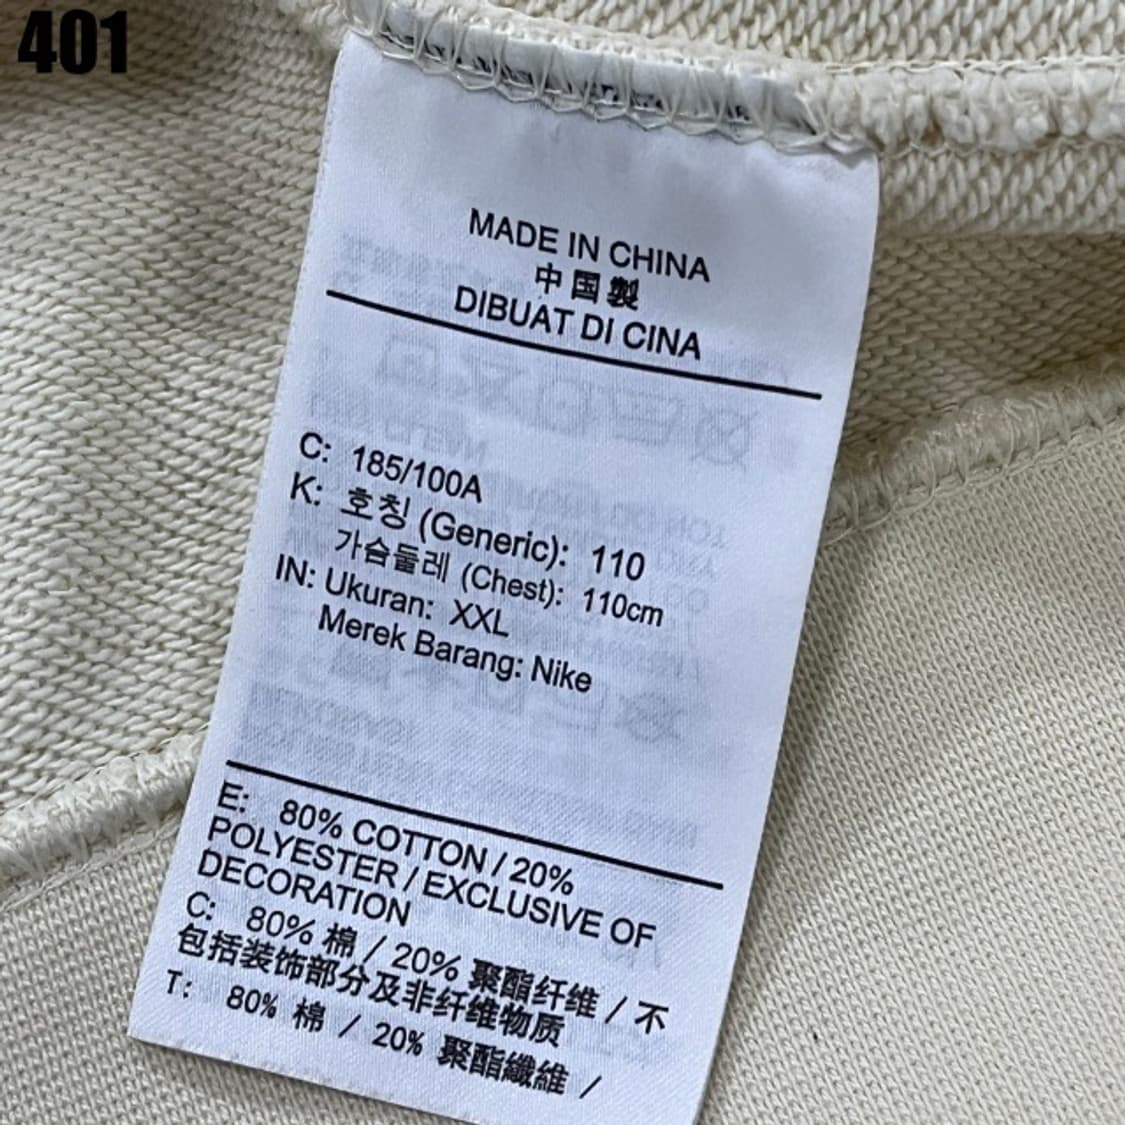 401
MADE IN CHINA
中国製
DIBUAT DI CINA
C: 185/100A
K: 호칭 (Generic): 110
가슴둘레 (Chest): 110cm
IN: Ukuran: XXL
Merek Barang: Nike
E: 80% COTTON / 20%
POLYESTER / EXCLUSIVE OF
DECORATION
C: 80% 棉 / 20% 聚酯纤维 / 不
包括装饰部分及非纤维物质
T: 80% 棉 / 20% 聚酯纖維 /